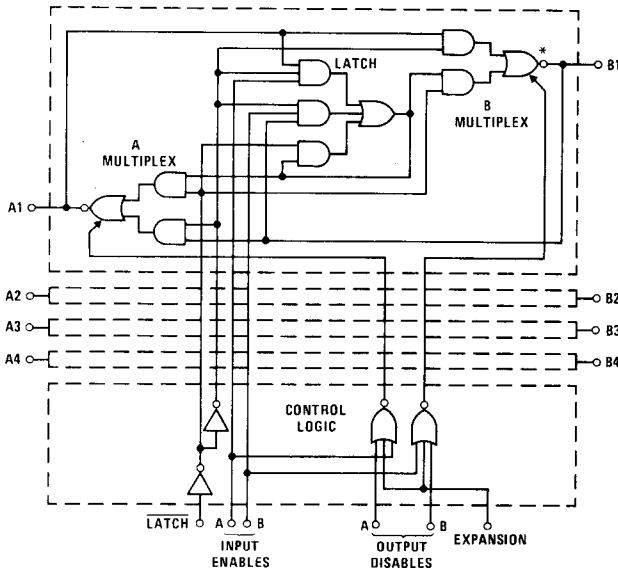 *
B1
LATCH
B
MULTIPLEX
A
MULTIPLEX
A1
A2
B2
A3
B3
A4
B4
CONTROL
LOGIC
LATCH
A
B
A
B
EXPANSION
INPUT
ENABLES
OUTPUT
DISABLES